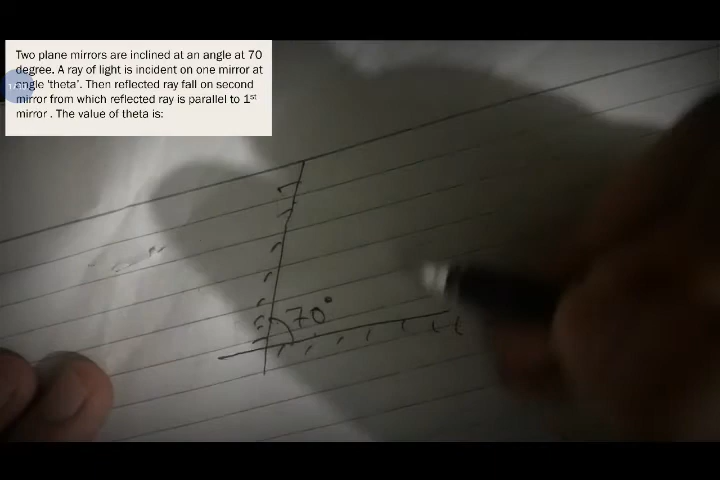 Two plane mirrors are inclined at an angle at 70
degree. A ray of light is incident on one mirror at
angle 'theta'. Then reflected ray fall on second
mirror from which reflected ray is parallel to 1st
mirror . The value of theta is:
70°